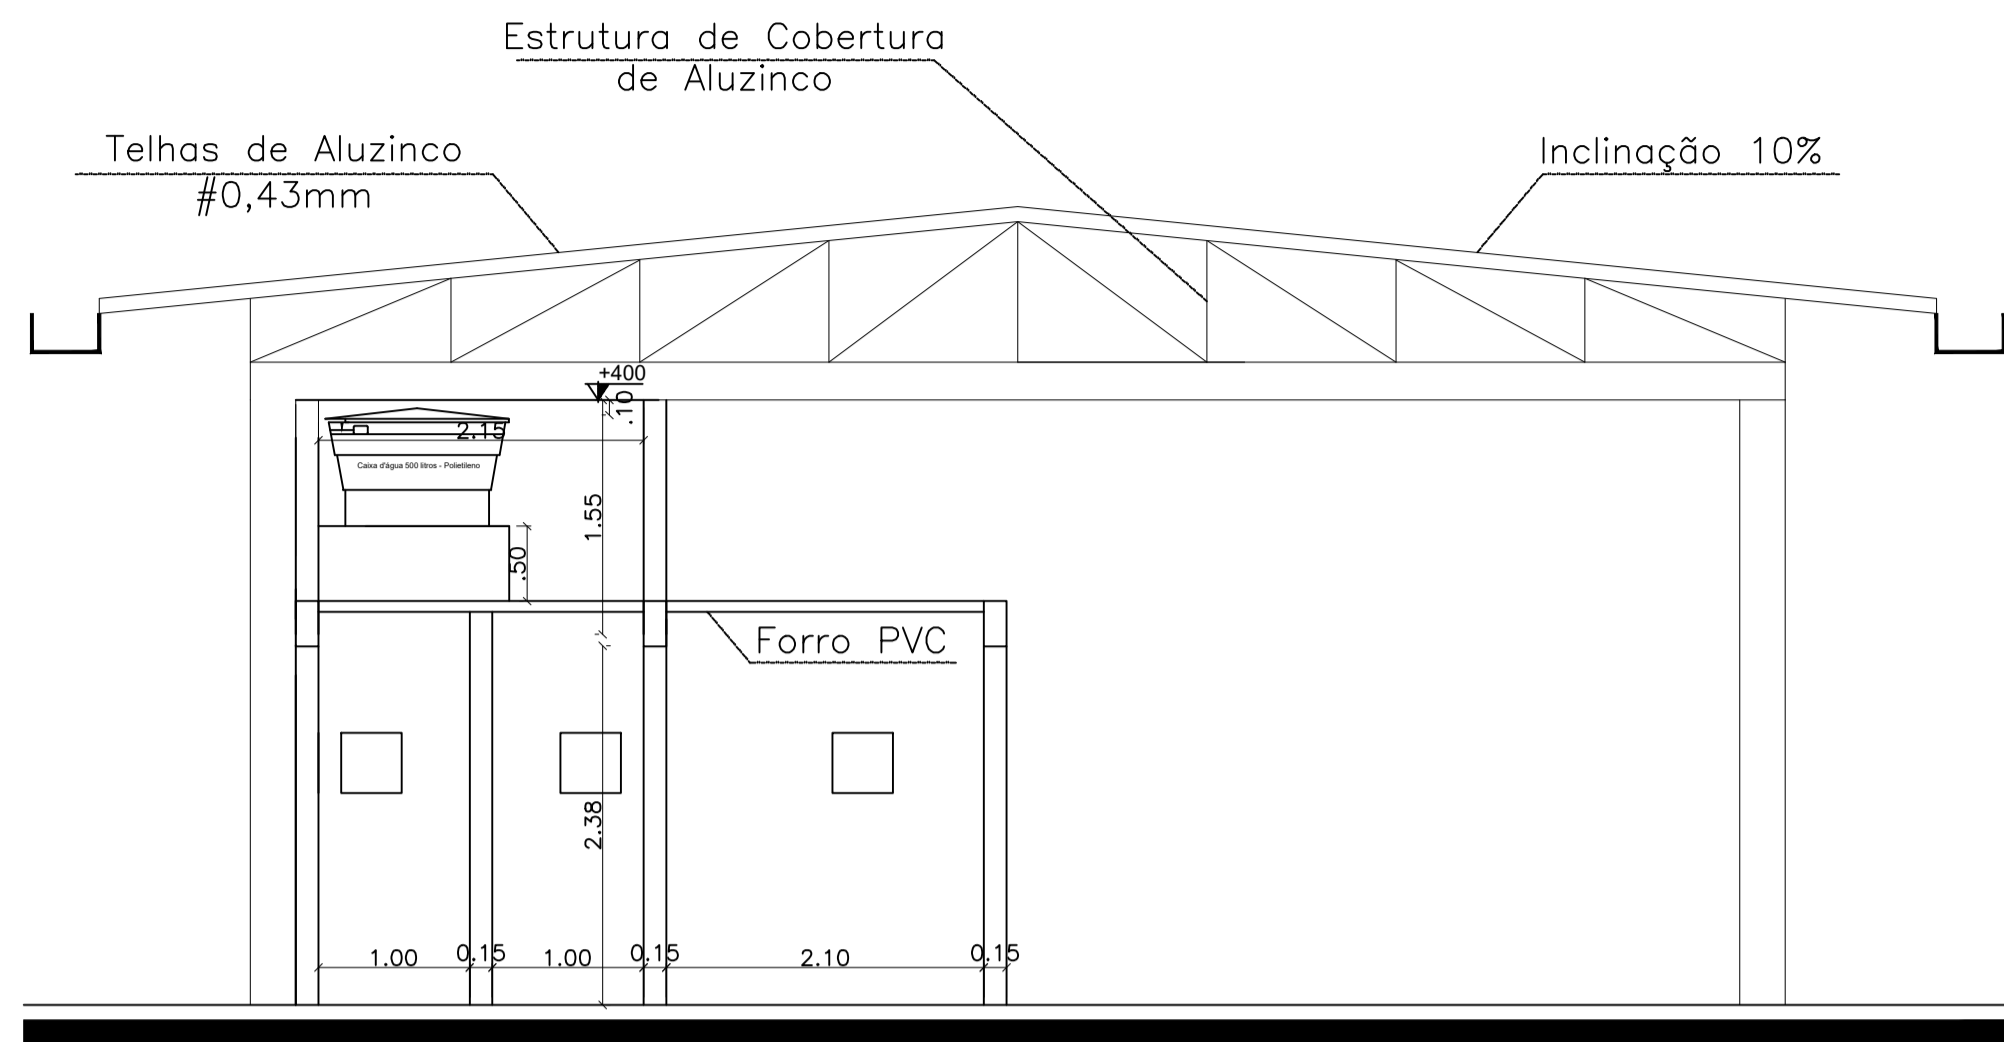 Estrutura de Cobertura
de Aluzinco
Telhas de Aluzinco
#0,43mm
Inclinação 10%
+400
.10
2.15
Caixa d'água 500 litros - Polietileno
1.55
.50
Forro PVC
2.38
1.00
0.15
1.00
0.15
2.10
0.15